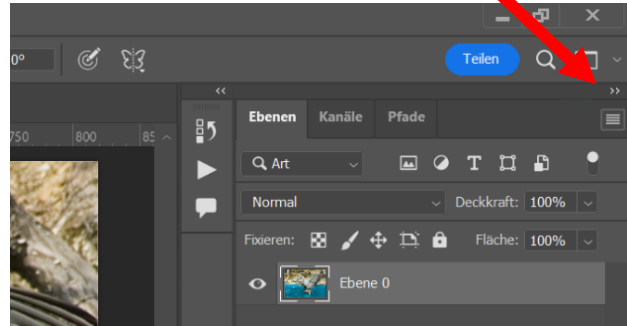 0°
Teilen
Ebenen Kanäle Pfade
750 800 85
Art
T
Normal Deckkraft: 100%
Fixieren: Fläche: 100%
Ebene 0